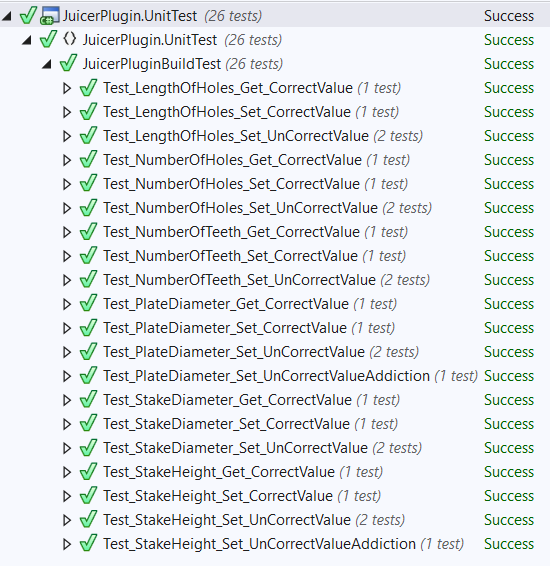 JuicerPlugin.UnitTest (26 tests) Success
JuicerPlugin.UnitTest (26 tests) Success
JuicerPluginBuildTest (26 tests) Success
Test_LengthOfHoles_Get_CorrectValue (1 test) Success
Test_LengthOfHoles_Set_CorrectValue (1 test) Success
Test_LengthOfHoles_Set_UnCorrectValue (2 tests) Success
Test_NumberOfHoles_Get_CorrectValue (1 test) Success
Test_NumberOfHoles_Set_CorrectValue (1 test) Success
Test_NumberOfHoles_Set_UnCorrectValue (2 tests) Success
Test_NumberOfTeeth_Get_CorrectValue (1 test) Success
Test_NumberOfTeeth_Set_CorrectValue (1 test) Success
Test_NumberOfTeeth_Set_UnCorrectValue (2 tests) Success
Test_PlateDiameter_Get_CorrectValue (1 test) Success
Test_PlateDiameter_Set_CorrectValue (1 test) Success
Test_PlateDiameter_Set_UnCorrectValue (2 tests) Success
Test_PlateDiameter_Set_UnCorrectValueAddiction (1 test) Success
Test_StakeDiameter_Get_CorrectValue (1 test) Success
Test_StakeDiameter_Set_CorrectValue (1 test) Success
Test_StakeDiameter_Set_UnCorrectValue (2 tests) Success
Test_StakeHeight_Get_CorrectValue (1 test) Success
Test_StakeHeight_Set_CorrectValue (1 test) Success
Test_StakeHeight_Set_UnCorrectValue (2 tests) Success
Test_StakeHeight_Set_UnCorrectValueAddiction (1 test) Success